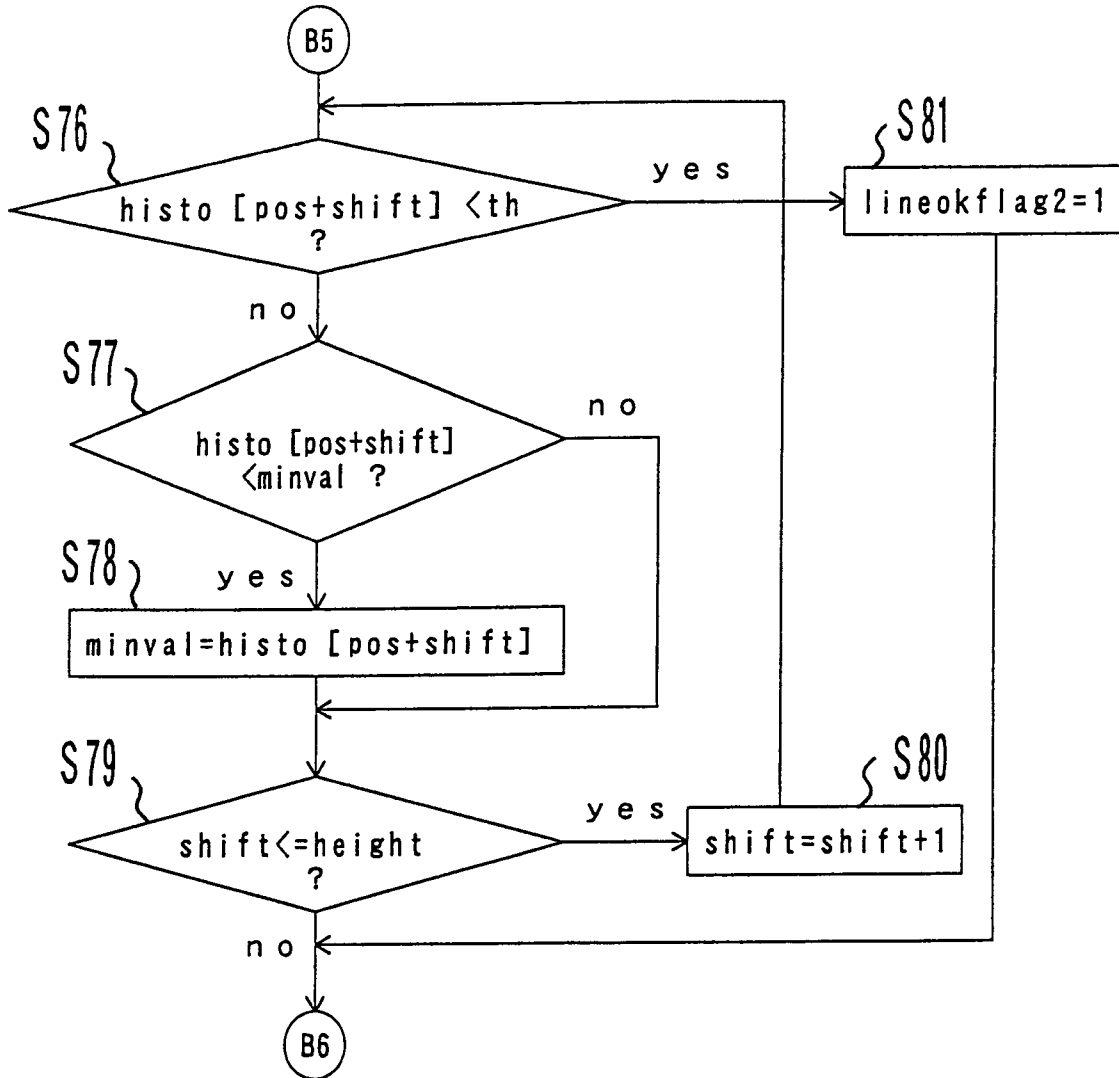 B5
S76
histo [pos+shift] <th
?
yes
S81
lineokflag2=1
no
S77
histo [pos+shift]
<minval ?
no
yes
S78
minval=histo [pos+shift]
S79
shift<=height
?
yes
S80
shift=shift+1
no
B6